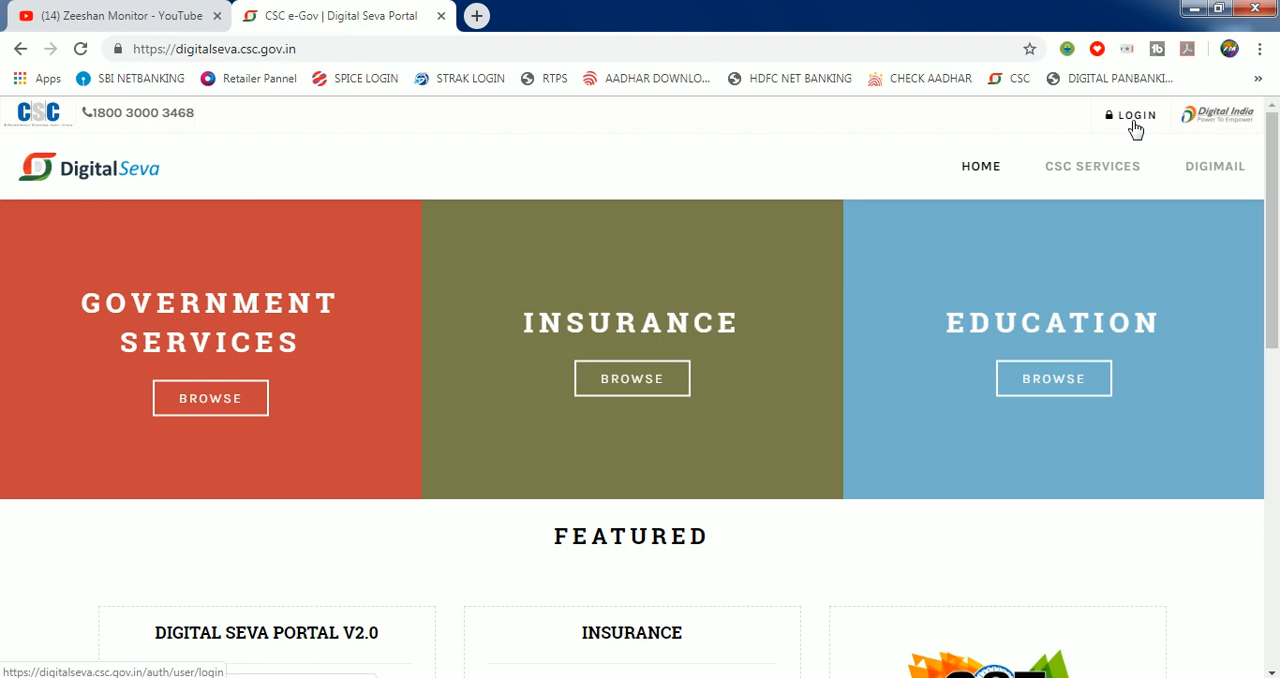 (14) Zeeshan Monitor - YouTube
CSC e-Gov | Digital Seva Portal
https://digitalseva.csc.gov.in
Apps SBI NETBANKING Retailer Pannel SPICE LOGIN STRAK LOGIN RTPS AADHAR DOWNLO... HDFC NET BANKING CHECK AADHAR CSC DIGITAL PANBANKI... »
CSC 1800 3000 3468 LOGIN Digital India
Power To Empower
DigitalSeva HOME CSC SERVICES DIGIMAIL
GOVERNMENT
SERVICES
BROWSE
INSURANCE
BROWSE
EDUCATION
BROWSE
FEATURED
DIGITAL SEVA PORTAL V2.0
INSURANCE
https://digitalseva.csc.gov.in/auth/user/login